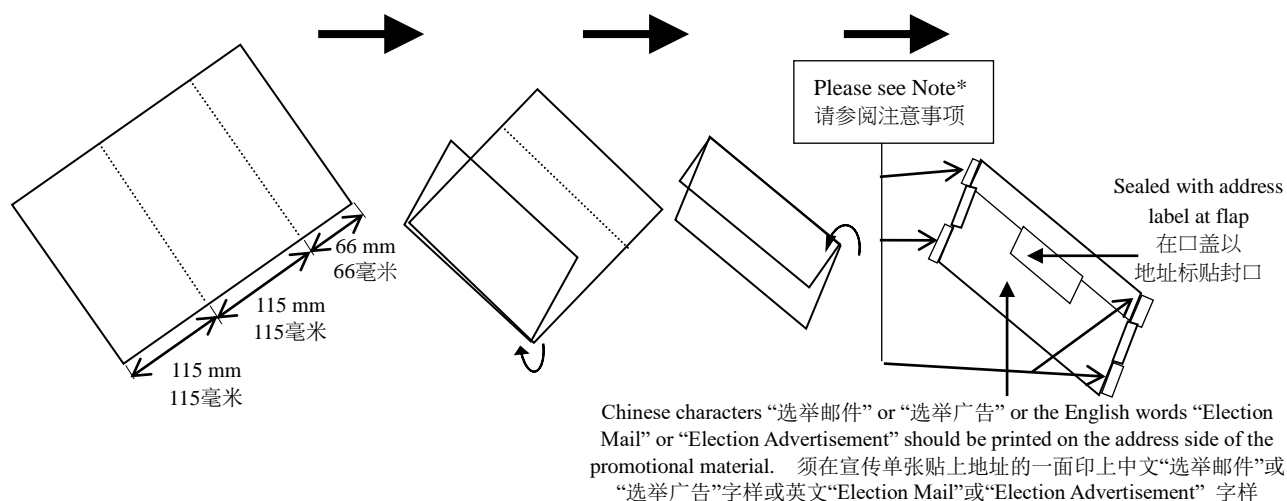 Please see Note*
请参阅注意事项
66 mm
66毫米
115 mm
115毫米
115 mm
115毫米
Sealed with address
label at flap
在口盖以
地址标贴封口
Chinese characters “选举邮件” or “选举广告” or the English words “Election
Mail” or “Election Advertisement” should be printed on the address side of the
promotional material. 须在宣传单张贴上地址的一面印上中文“选举邮件”或
“选举广告”字样或英文“Election Mail”或“Election Advertisement” 字样